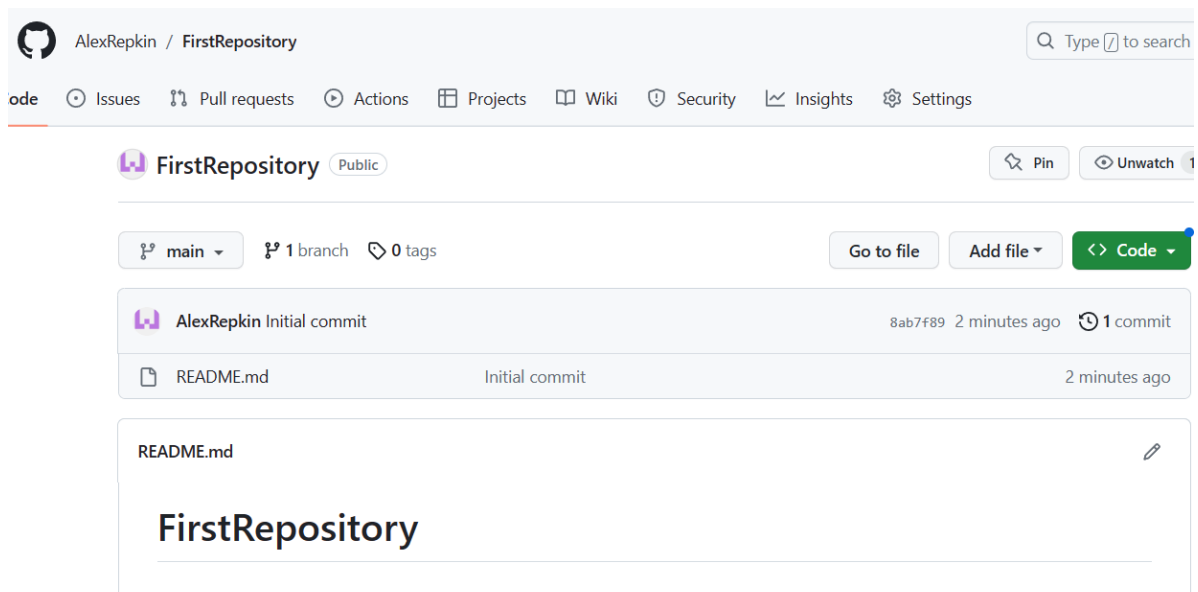 AlexRepkin / FirstRepository
Type / to search
ode Issues Pull requests Actions Projects Wiki Security Insights Settings
FirstRepository Public
Pin Unwatch 1
main 1 branch 0 tags
Go to file Add file <> Code
AlexRepkin Initial commit 8ab7f89 2 minutes ago 1 commit
README.md Initial commit 2 minutes ago
README.md
FirstRepository